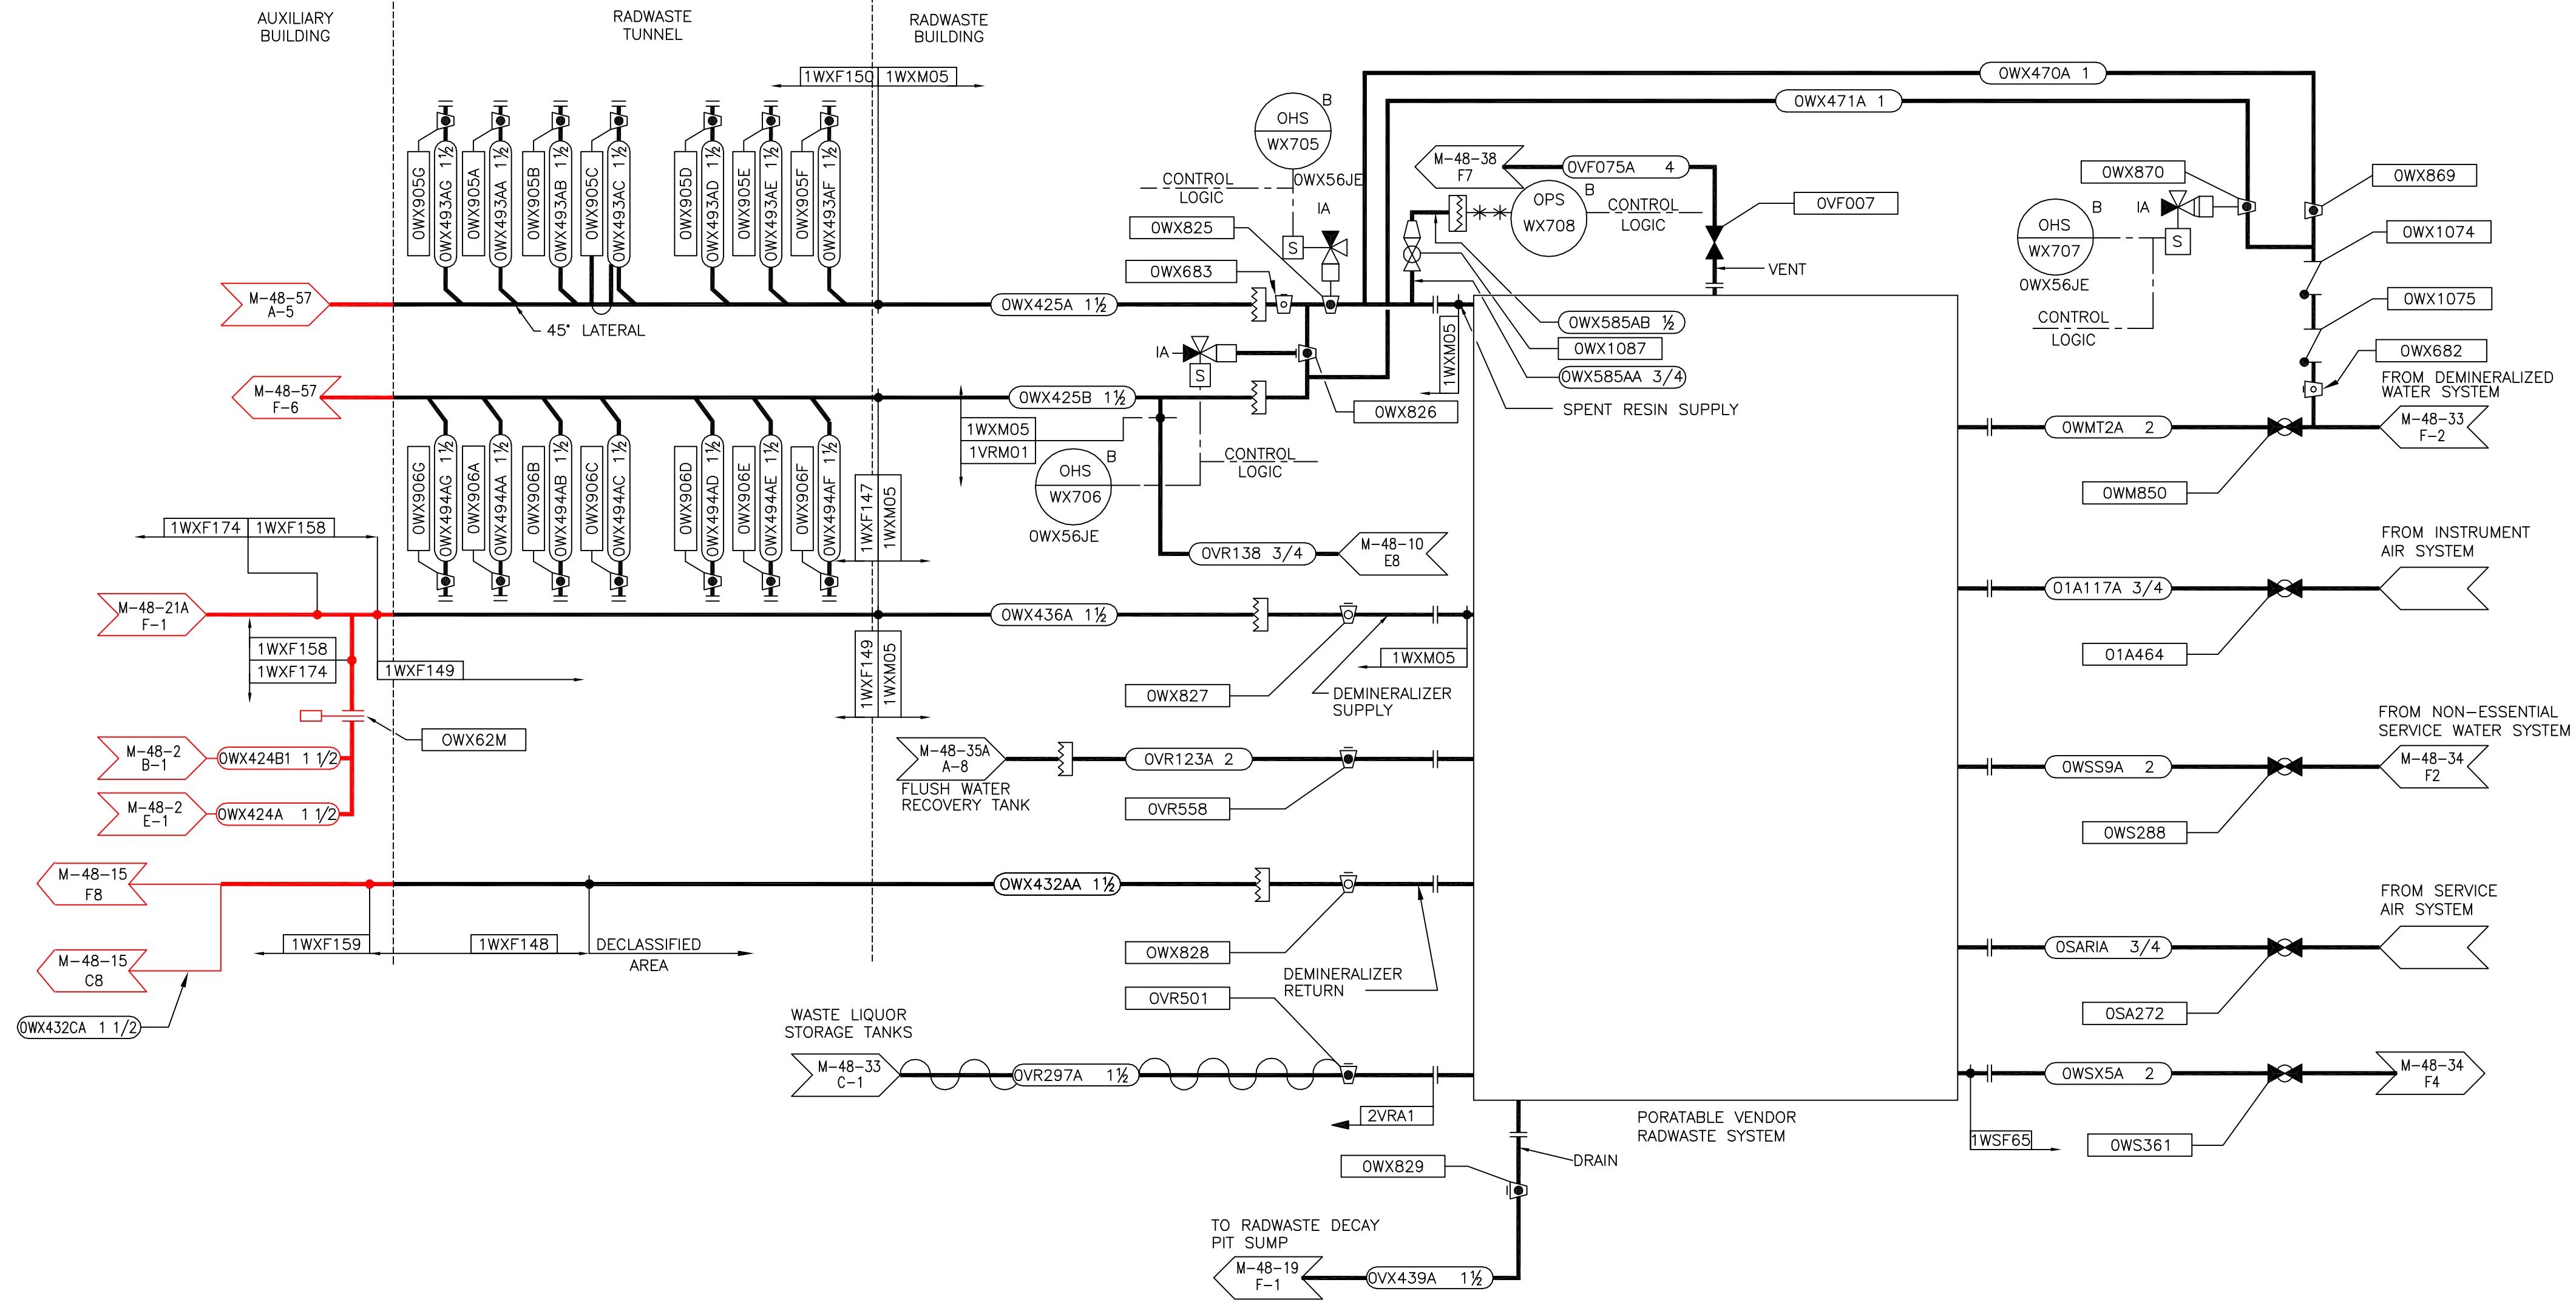 AUXILIARY
BUILDING
RADWASTE
TUNNEL
RADWASTE
BUILDING
1WXF150
1WXM05
0WX470A 1
0WX471A 1
0WX905G
0WX493AG 1½
0WX905A
0WX493AA 1½
0WX905B
0WX493AB 1½
0WX905C
0WX493AC 1½
0WX905D
0WX493AD 1½
0WX905E
0WX493AE 1½
0WX905F
0WX493AF 1½
OHS
WX705
B
0WX56JE
CONTROL
LOGIC
IA
S
0WX825
0WX683
M-48-38
F7
0VF075A 4
OPS
WX708
B
CONTROL
LOGIC
0VF007
VENT
0WX870
0WX869
OHS
WX707
B
0WX56JE
IA
S
CONTROL
LOGIC
0WX1074
0WX1075
0WX682
M-48-57
A-5
45° LATERAL
0WX425A 1½
1WXM05
0WX585AB ½
0WX1087
0WX585AA 3/4
SPENT RESIN SUPPLY
IA
S
0WX826
M-48-57
F-6
0WX425B 1½
1WXM05
1VRM01
OHS
WX706
B
0WX56JE
CONTROL
LOGIC
FROM DEMINERALIZED
WATER SYSTEM
0WMT2A 2
M-48-33
F-2
0WM850
0WX906G
0WX494AG 1½
0WX906A
0WX494AA 1½
0WX906B
0WX494AB 1½
0WX906C
0WX494AC 1½
0WX906D
0WX494AD 1½
0WX906E
0WX494AE 1½
0WX906F
0WX494AF 1½
1WXF147
1WXM05
0VR138 3/4
M-48-10
E8
1WXF174
1WXF158
FROM INSTRUMENT
AIR SYSTEM
01A117A 3/4
01A464
M-48-21A
F-1
0WX436A 1½
1WXF158
1WXF174
1WXF149
1WXF149
1WXM05
1WXM05
0WX827
DEMINERALIZER
SUPPLY
0WX62M
M-48-2
B-1
0WX424B1 1 1/2
M-48-2
E-1
0WX424A 1 1/2
M-48-35A
A-8
FLUSH WATER
RECOVERY TANK
0VR123A 2
0VR558
FROM NON-ESSENTIAL
SERVICE WATER SYSTEM
0WSS9A 2
M-48-34
F2
0WS288
M-48-15
F8
0WX432AA 1½
1WXF159
1WXF148
DECLASSIFIED
AREA
M-48-15
C8
0WX432CA 1 1/2
0WX828
DEMINERALIZER
RETURN
FROM SERVICE
AIR SYSTEM
0SARIA 3/4
0SA272
0VR501
WASTE LIQUOR
STORAGE TANKS
M-48-33
C-1
0VR297A 1½
2VRA1
0WSX5A 2
M-48-34
F4
1WSF65
0WS361
PORATABLE VENDOR
RADWASTE SYSTEM
0WX829
DRAIN
TO RADWASTE DECAY
PIT SUMP
M-48-19
F-1
0VX439A 1½